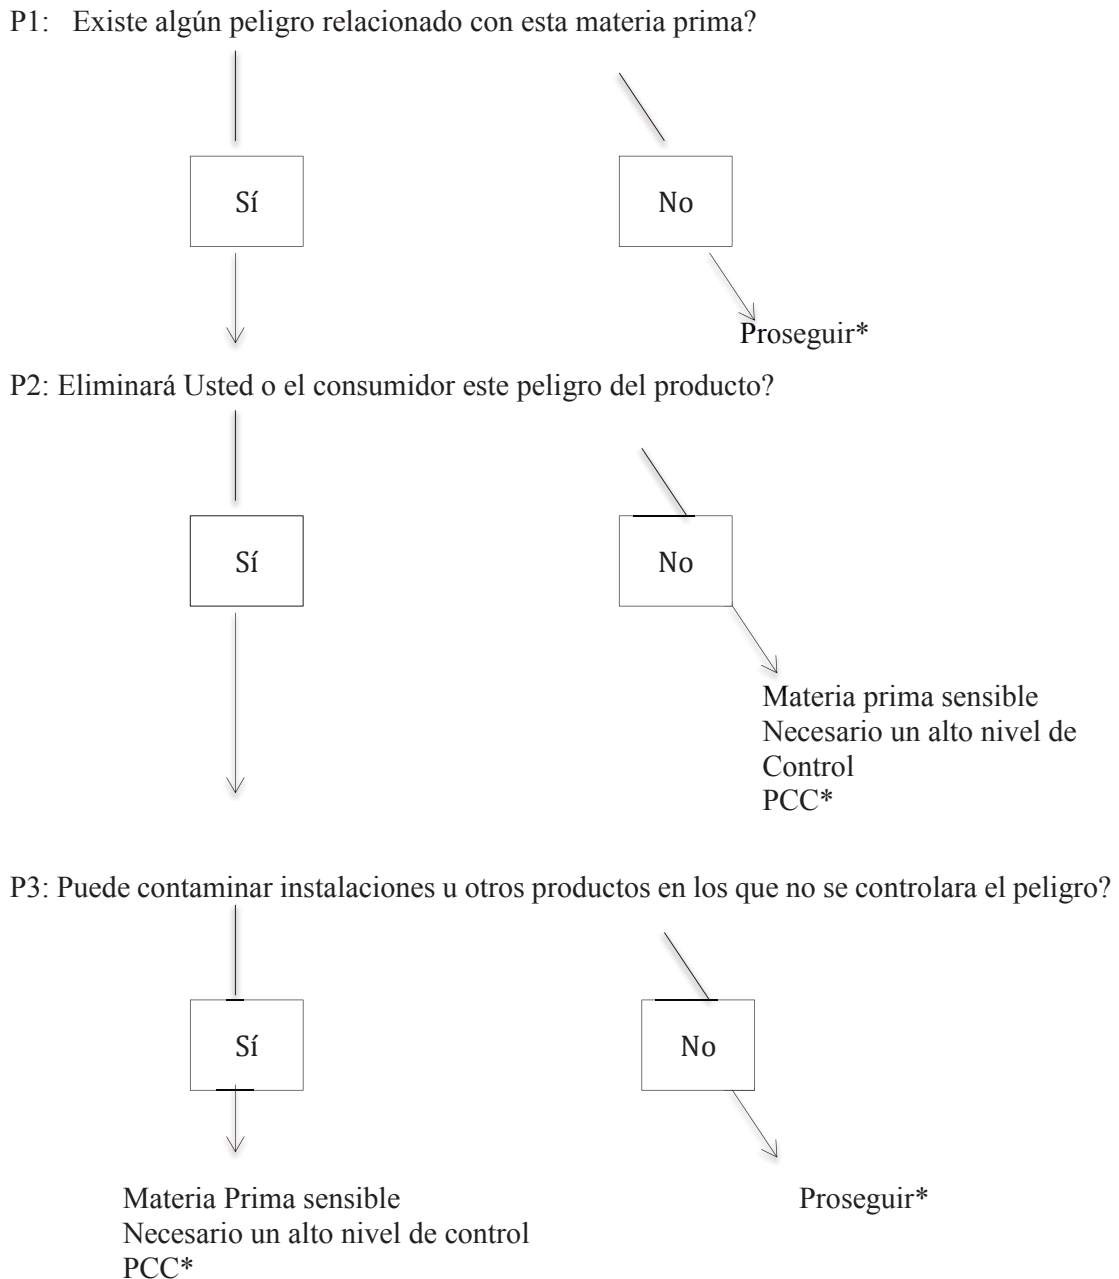 P1: Existe algún peligro relacionado con esta materia prima?
Sí
No
Proseguir*
P2: Eliminará Usted o el consumidor este peligro del producto?
Sí
No
Materia prima sensible
Necesario un alto nivel de
Control
PCC*
P3: Puede contaminar instalaciones u otros productos en los que no se controlara el peligro?
Sí
No
Materia Prima sensible
Necesario un alto nivel de control
PCC*
Proseguir*